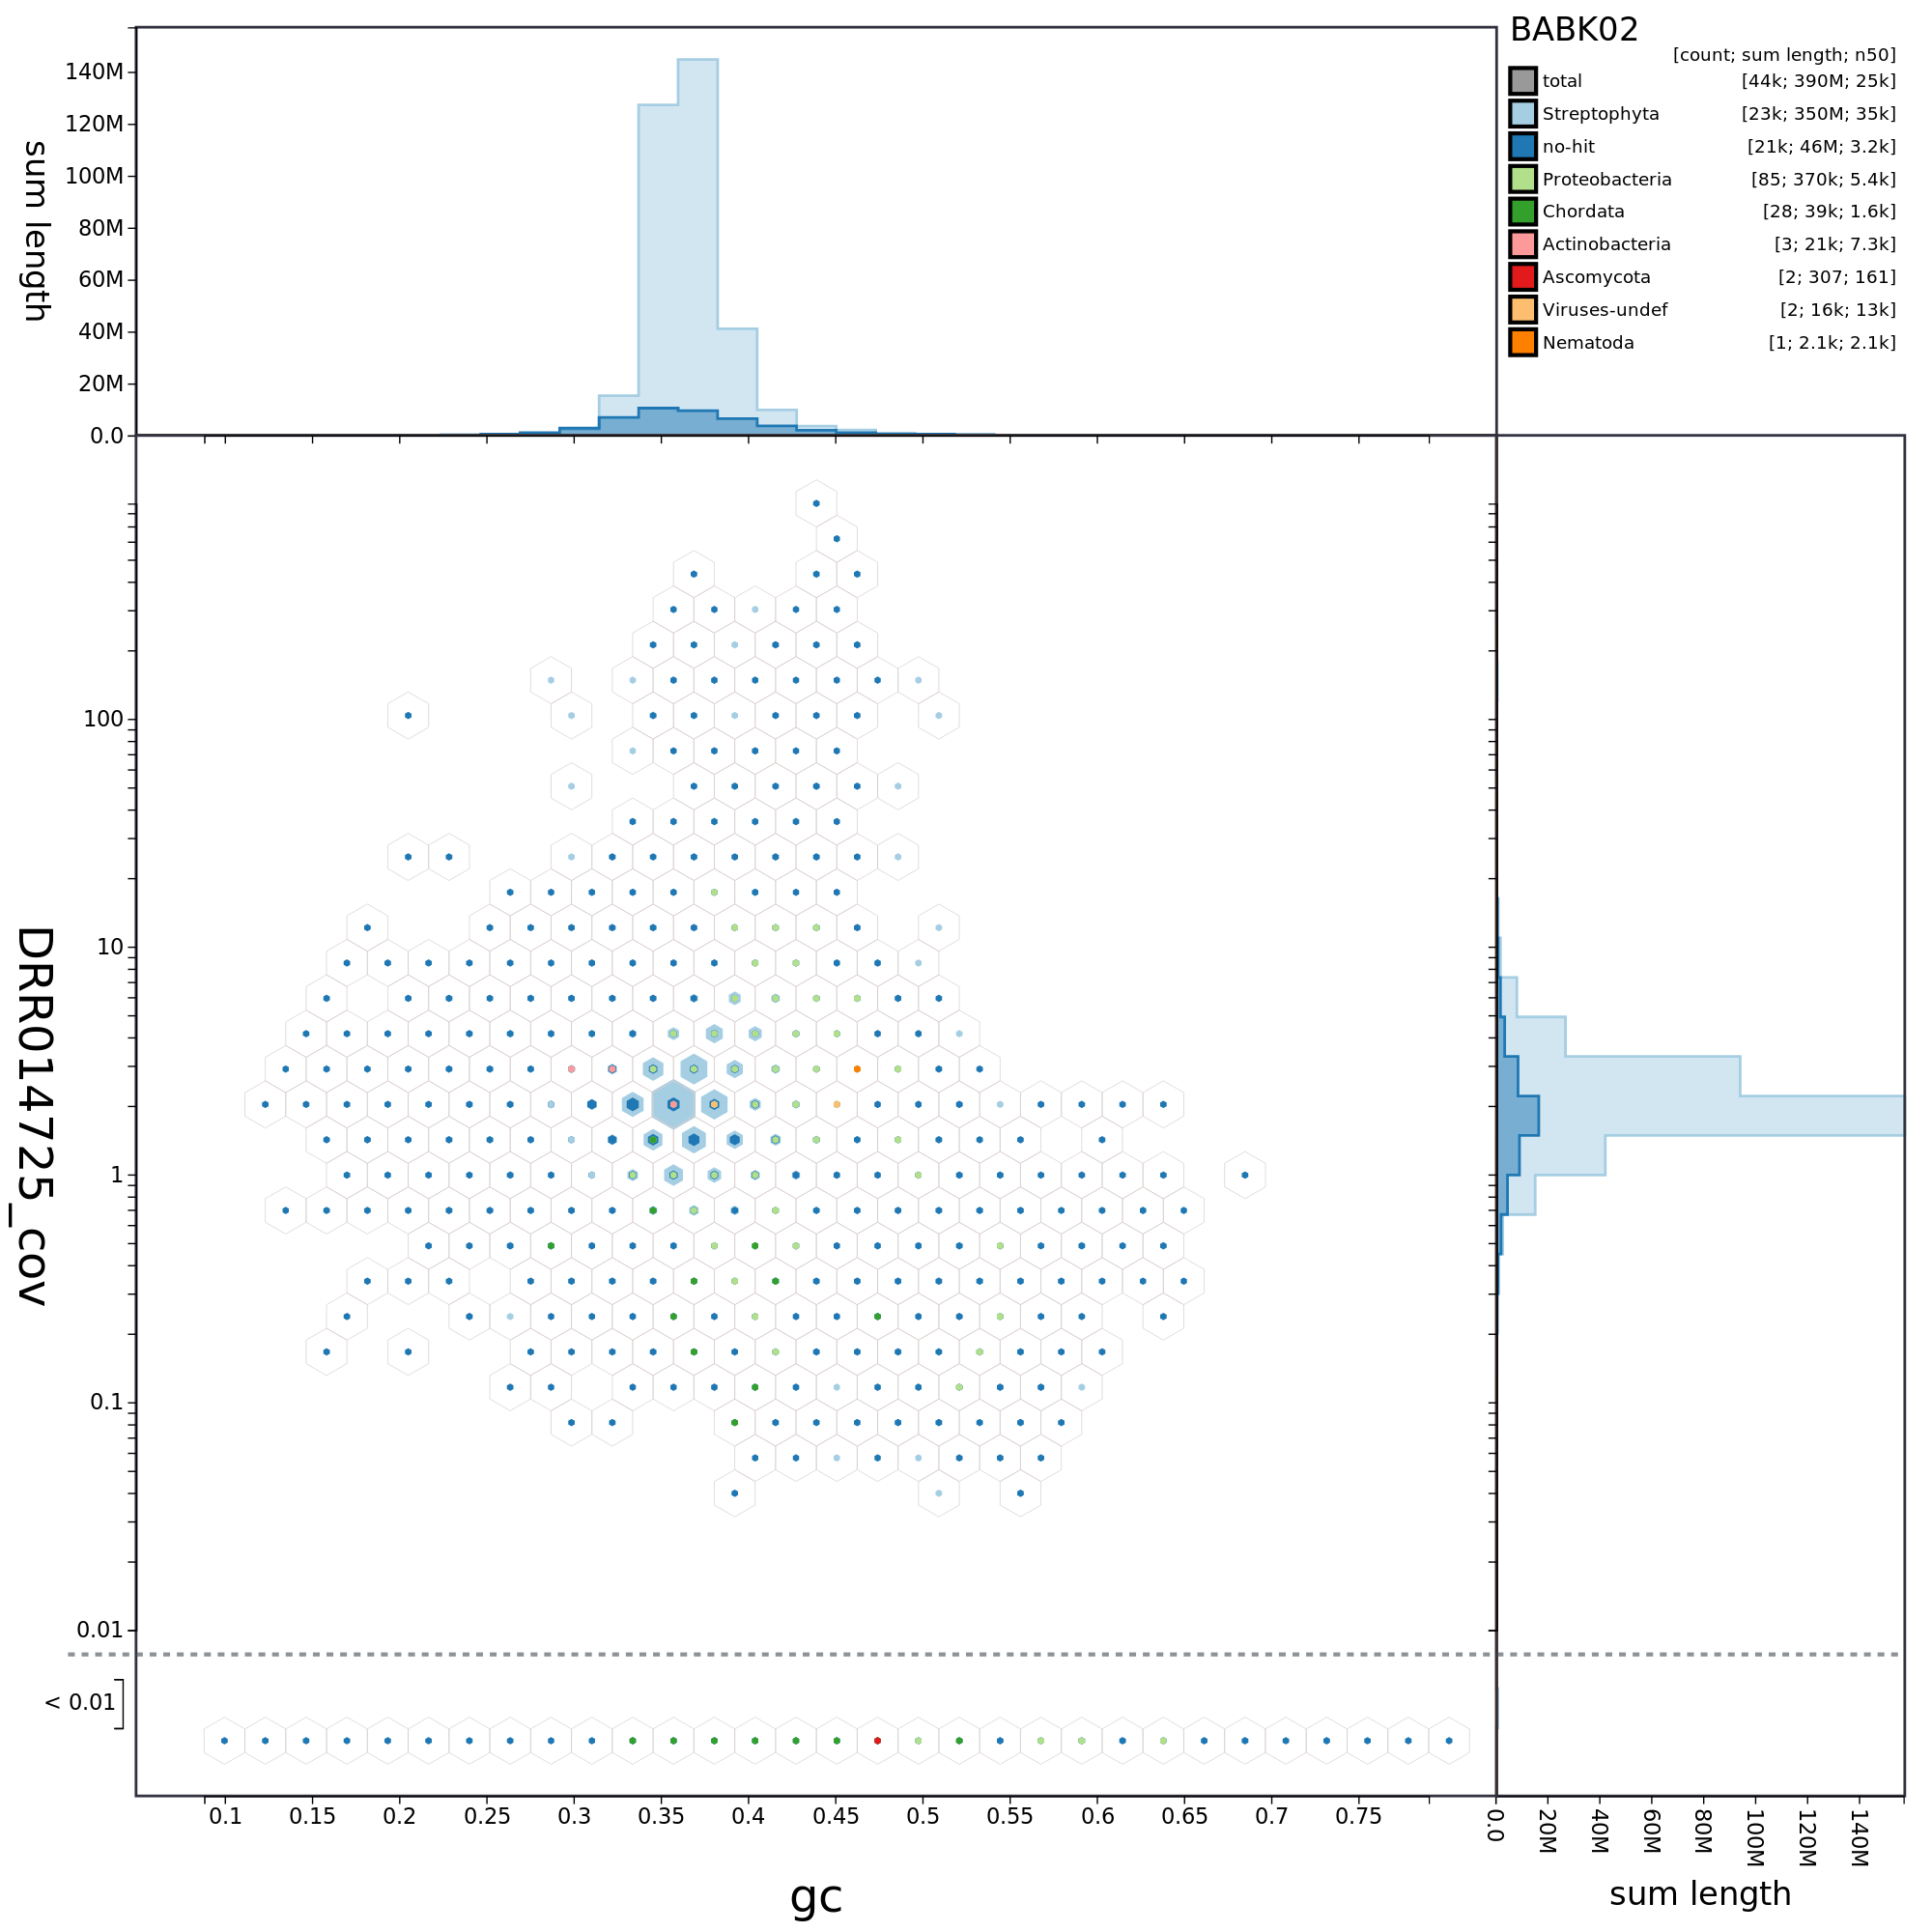 BABK02
[count; sum length; n50]
total [44k; 390M; 25k]
Streptophyta [23k; 350M; 35k]
no-hit [21k; 46M; 3.2k]
Proteobacteria [85; 370k; 5.4k]
Chordata [28; 39k; 1.6k]
Actinobacteria [3; 21k; 7.3k]
Ascomycota [2; 307; 161]
Viruses-undef [2; 16k; 13k]
Nematoda [1; 2.1k; 2.1k]
sum length
140M
120M
100M
80M
60M
40M
20M
0.0
DRR014725_cov
100
10
1
0.1
0.01
< 0.01
0.1 0.15 0.2 0.25 0.3 0.35 0.4 0.45 0.5 0.55 0.6 0.65 0.7 0.75
gc
0.0 20M 40M 60M 80M 100M 120M 140M
sum length